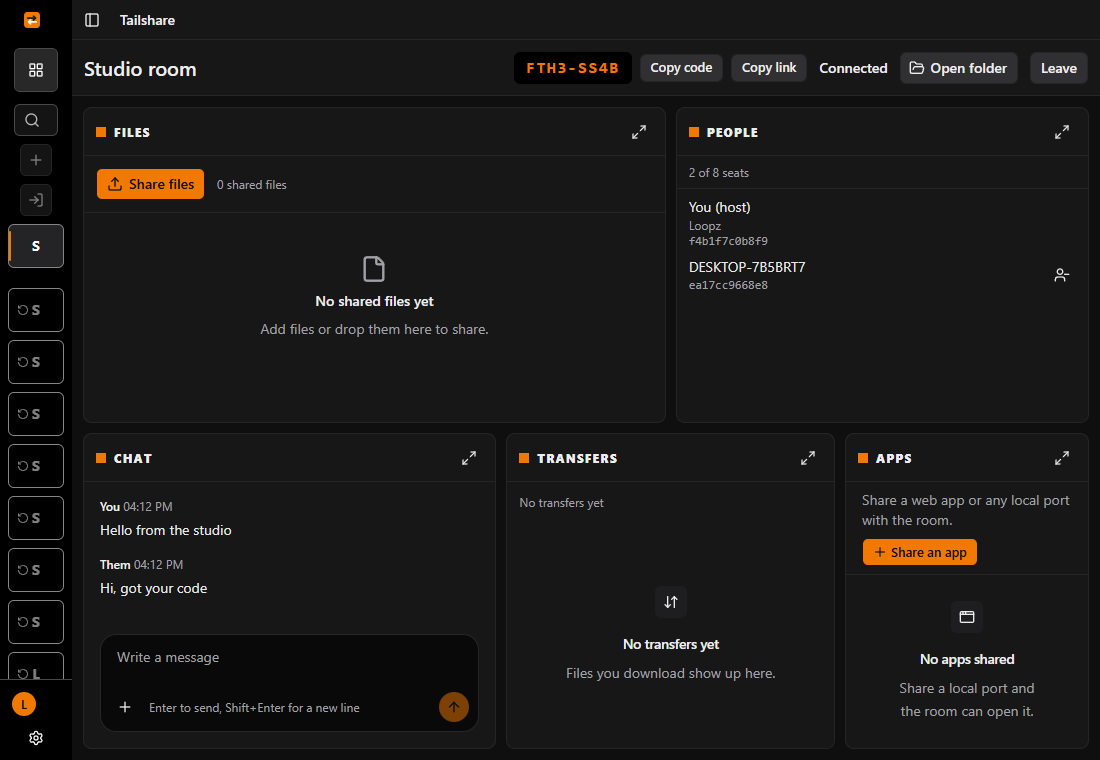 Tailshare
Studio room
FTH3-SS4B
Copy code
Copy link
Connected
Open folder
Leave
FILES
Share files
0 shared files
No shared files yet
Add files or drop them here to share.
PEOPLE
2 of 8 seats
You (host)
Loopz
f4b1f7c0b8f9
DESKTOP-7B5BRT7
ea17cc9668e8
S
S
S
S
S
S
S
S
L
L
CHAT
You 04:12 PM
Hello from the studio
Them 04:12 PM
Hi, got your code
Write a message
Enter to send, Shift+Enter for a new line
TRANSFERS
No transfers yet
No transfers yet
Files you download show up here.
APPS
Share a web app or any local port
with the room.
Share an app
No apps shared
Share a local port and
the room can open it.